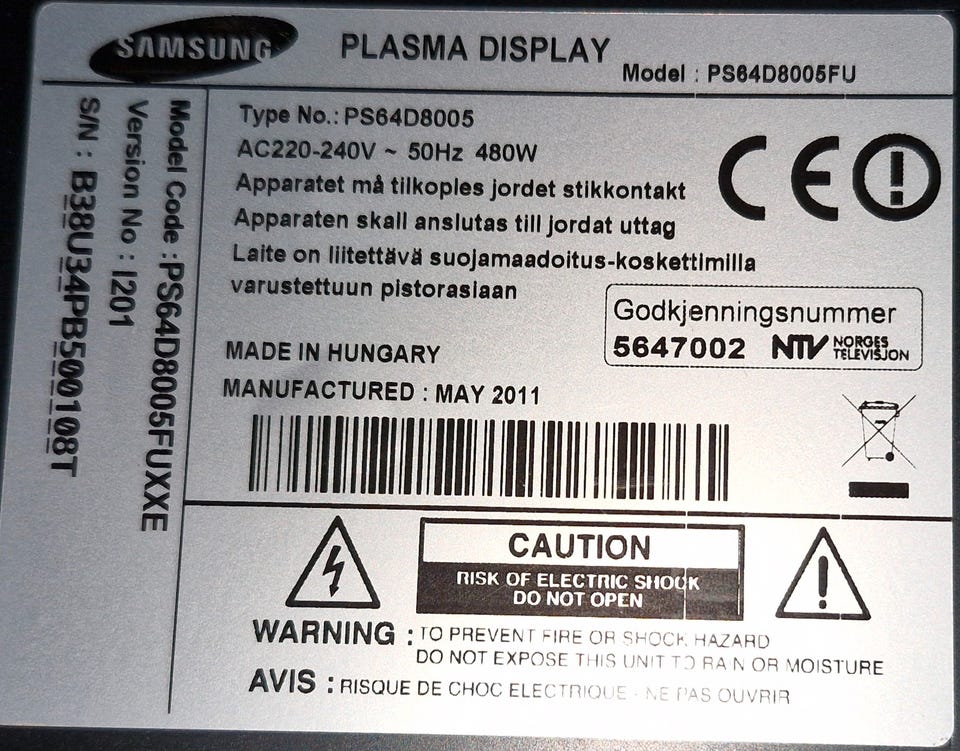 SAMSUNG
PLASMA DISPLAY
Model : PS64D8005FU
Model Code : PS64D8005FUXXE
Version No : I201
S/N : B38U34PB500108T
Type No.: PS64D8005
AC220-240V ~ 50Hz 480W
Apparatet må tilkoples jordet stikkontakt
Apparaten skall anslutas till jordat uttag
Laite on liitettävä suojamaadoitus-koskettimilla
varustettuun pistorasiaan
CE
Godkjenningsnummer
5647002 NTV NORGES
TELEVISJON
MADE IN HUNGARY
MANUFACTURED : MAY 2011
CAUTION
RISK OF ELECTRIC SHOCK
DO NOT OPEN
WARNING : TO PREVENT FIRE OR SHOCK HAZARD
DO NOT EXPOSE THIS UNIT TO RAIN OR MOISTURE
AVIS : RISQUE DE CHOC ELECTRIQUE - NE PAS OUVRIR